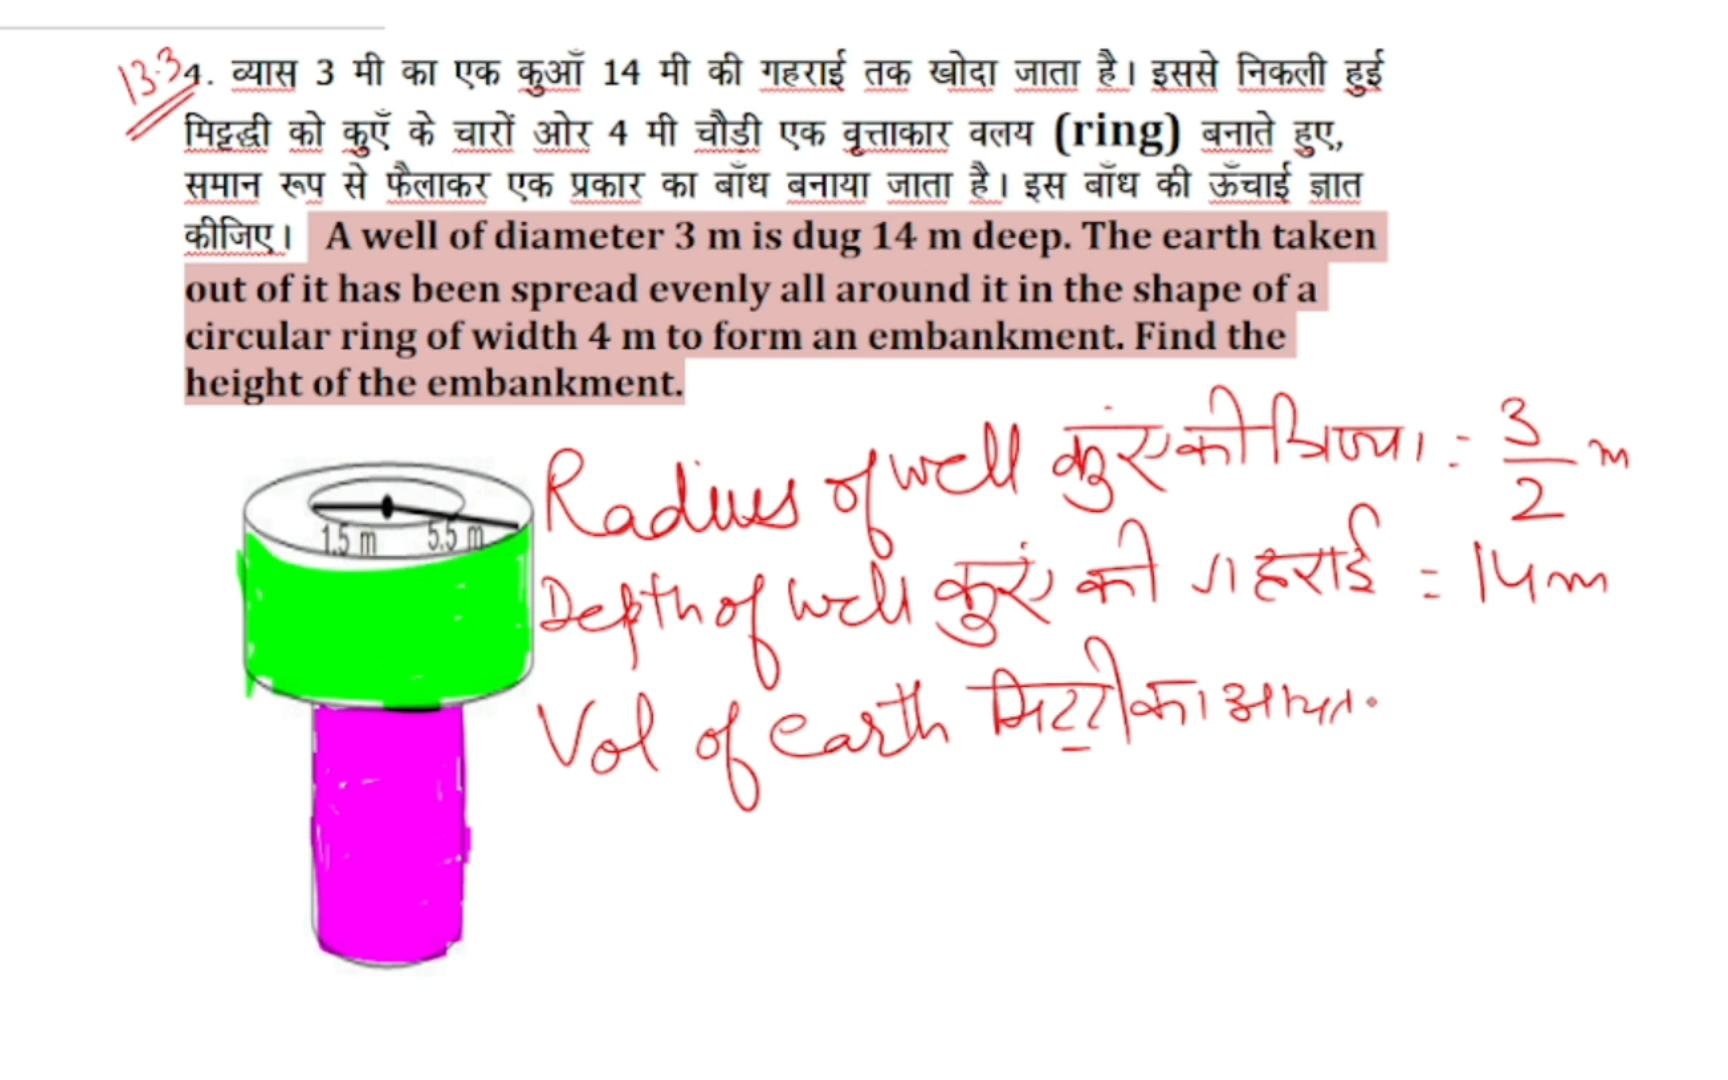 13.3
4. व्यास 3 मी का एक कुआँ 14 मी की गहराई तक खोदा जाता है। इससे निकली हुई
मिट्टद्धी को कुएँ के चारों ओर 4 मी चौड़ी एक वृत्ताकार वलय (ring) बनाते हुए,
समान रूप से फैलाकर एक प्रकार का बाँध बनाया जाता है। इस बाँध की ऊँचाई ज्ञात
कीजिए। A well of diameter 3 m is dug 14 m deep. The earth taken
out of it has been spread evenly all around it in the shape of a
circular ring of width 4 m to form an embankment. Find the
height of the embankment.
Radius of well कुएं की त्रिज्या = 3/2 m
1.5 m 5.5 m
Depth of well कुएं की गहराई = 14 m
Vol of earth मिटटी का आयत.